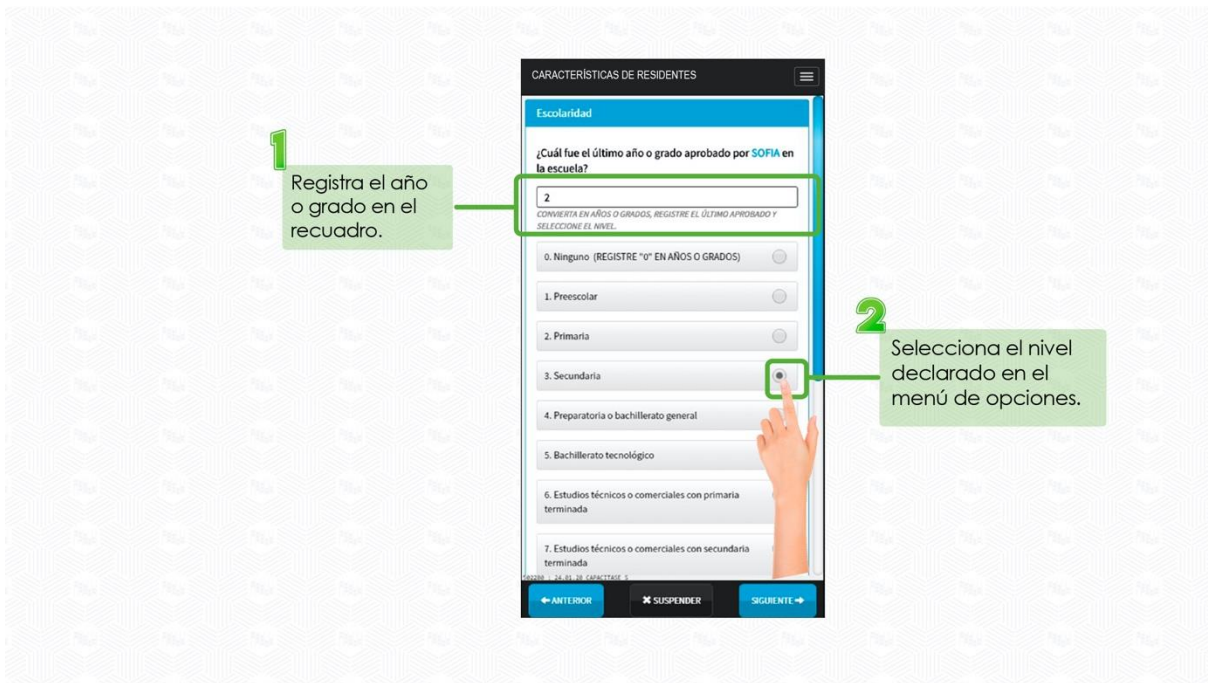 CARACTERÍSTICAS DE RESIDENTES
Escolaridad
¿Cuál fue el último año o grado aprobado por SOFIA en
la escuela?
1
Registra el año
o grado en el
recuadro.
2
CONVIERTA EN AÑOS O GRADOS, REGISTRE EL ÚLTIMO APROBADO Y
SELECCIONE EL NIVEL.
0. Ninguno (REGISTRE "0" EN AÑOS O GRADOS)
1. Preescolar
2. Primaria
3. Secundaria
2
Selecciona el nivel
declarado en el
menú de opciones.
4. Preparatoria o bachillerato general
5. Bachillerato tecnológico
6. Estudios técnicos o comerciales con primaria
terminada
7. Estudios técnicos o comerciales con secundaria
terminada
24.01.20 CAPACITASE S
ANTERIOR
SUSPENDER
SIGUIENTE